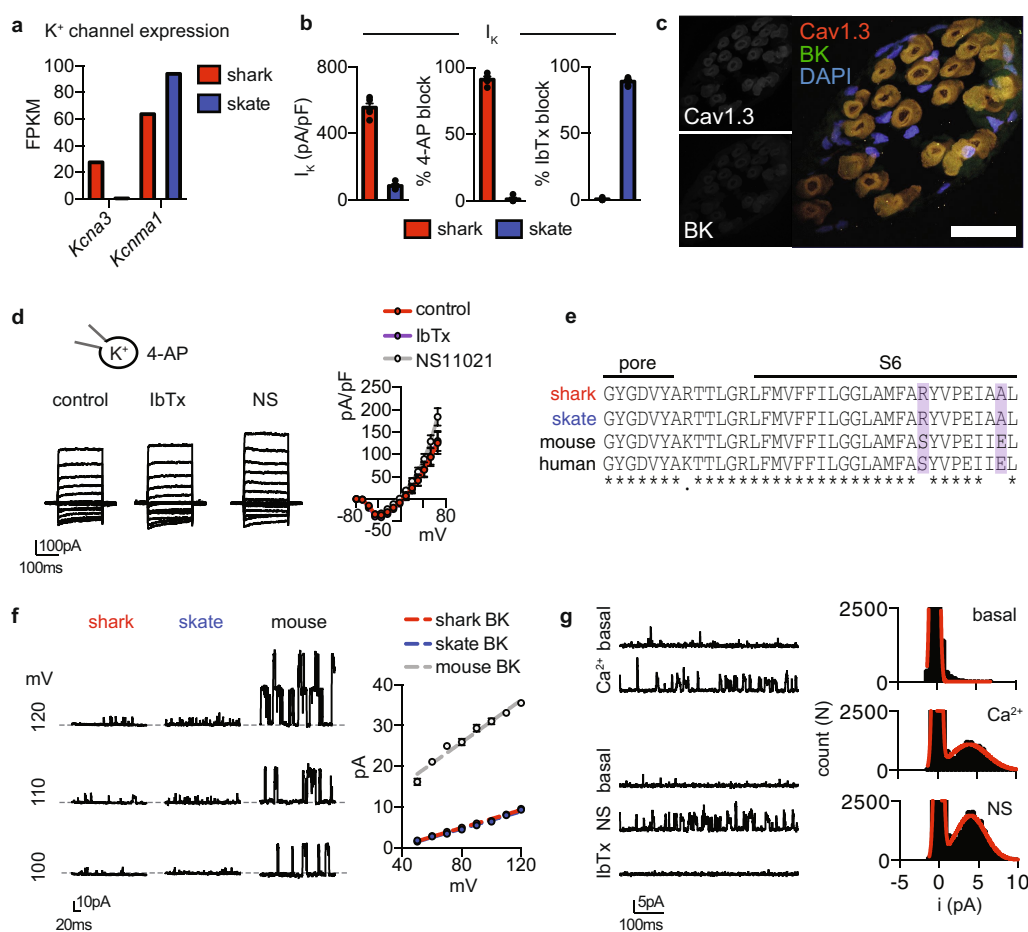 a K⁺ channel expression
FPKM
100
80
60
40
20
0
Kcna3
Kcnma1
shark
skate
b
I_K
I_K (pA/pF)
800
400
0
% 4-AP block
100
50
0
% IbTx block
100
50
0
shark skate
c
Cav1.3
BK
Cav1.3
BK
DAPI
d
K⁺ 4-AP
control IbTx NS
100pA
100ms
control
IbTx
NS11021
pA/pF
250
200
150
100
50
-50
-80 80
mV
e
pore S6
shark GYGDVYARTTLGRLFMVFFILGGLAMFARYVPEIAAL
skate GYGDVYARTTLGRLFMVFFILGGLAMFARYVPEIAAL
mouse GYGDVYAKTTLGRLFMVFFILGGLAMFASYVPEIIEL
human GYGDVYAKTTLGRLFMVFFILGGLAMFASYVPEIIEL
*******.******************** ****** *
f
shark skate mouse
mV
120
110
100
10pA
20ms
shark BK
skate BK
mouse BK
pA
40
30
20
10
0
40 80 120
mV
g
basal
Ca²⁺
basal
NS
IbTx
5pA
100ms
count (N)
2500
0
basal
2500
0
Ca²⁺
2500
0
NS
-5 0 5 10
i (pA)